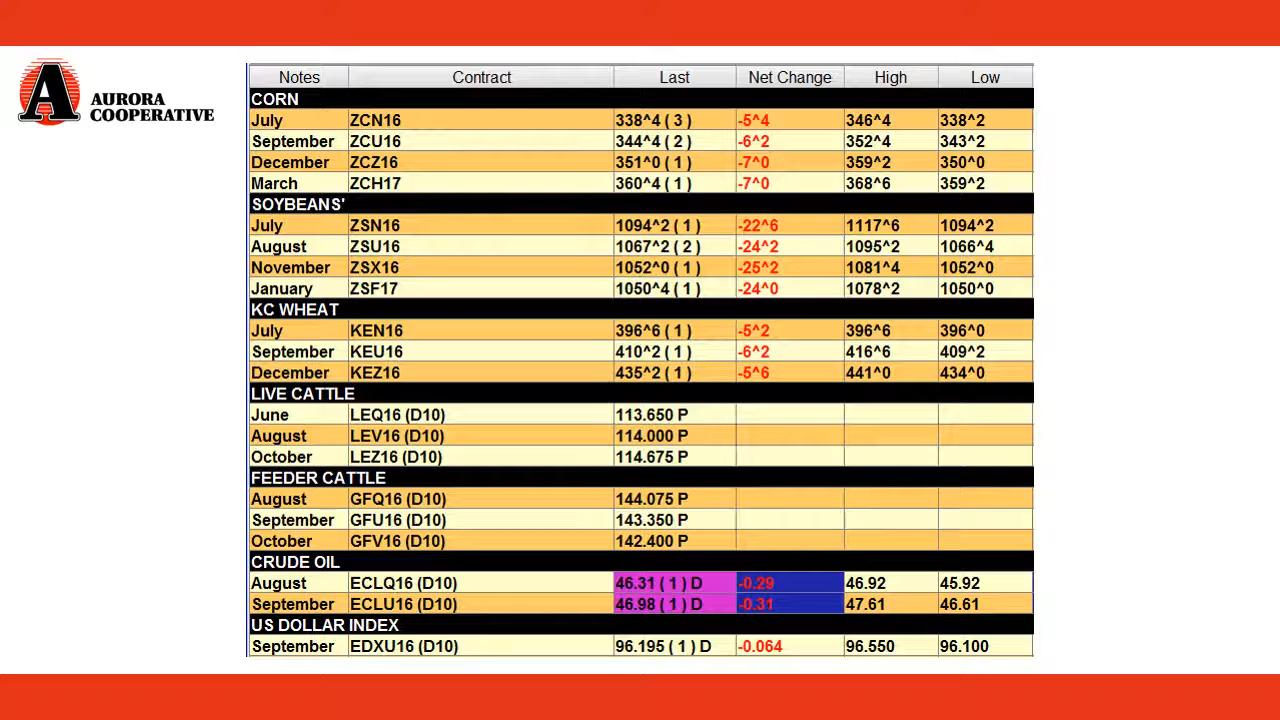 A AURORA
COOPERATIVE
Notes Contract Last Net Change High Low
CORN
July ZCN16 338^4 ( 3 ) -5^4 346^4 338^2
September ZCU16 344^4 ( 2 ) -6^2 352^4 343^2
December ZCZ16 351^0 ( 1 ) -7^0 359^2 350^0
March ZCH17 360^4 ( 1 ) -7^0 368^6 359^2
SOYBEANS'
July ZSN16 1094^2 ( 1 ) -22^6 1117^6 1094^2
August ZSU16 1067^2 ( 2 ) -24^2 1095^2 1066^4
November ZSX16 1052^0 ( 1 ) -25^2 1081^4 1052^0
January ZSF17 1050^4 ( 1 ) -24^0 1078^2 1050^0
KC WHEAT
July KEN16 396^6 ( 1 ) -5^2 396^6 396^0
September KEU16 410^2 ( 1 ) -6^2 416^6 409^2
December KEZ16 435^2 ( 1 ) -5^6 441^0 434^0
LIVE CATTLE
June LEQ16 (D10) 113.650 P
August LEV16 (D10) 114.000 P
October LEZ16 (D10) 114.675 P
FEEDER CATTLE
August GFQ16 (D10) 144.075 P
September GFU16 (D10) 143.350 P
October GFV16 (D10) 142.400 P
CRUDE OIL
August ECLQ16 (D10) 46.31 ( 1 ) D -0.29 46.92 45.92
September ECLU16 (D10) 46.98 ( 1 ) D -0.31 47.61 46.61
US DOLLAR INDEX
September EDXU16 (D10) 96.195 ( 1 ) D -0.064 96.550 96.100